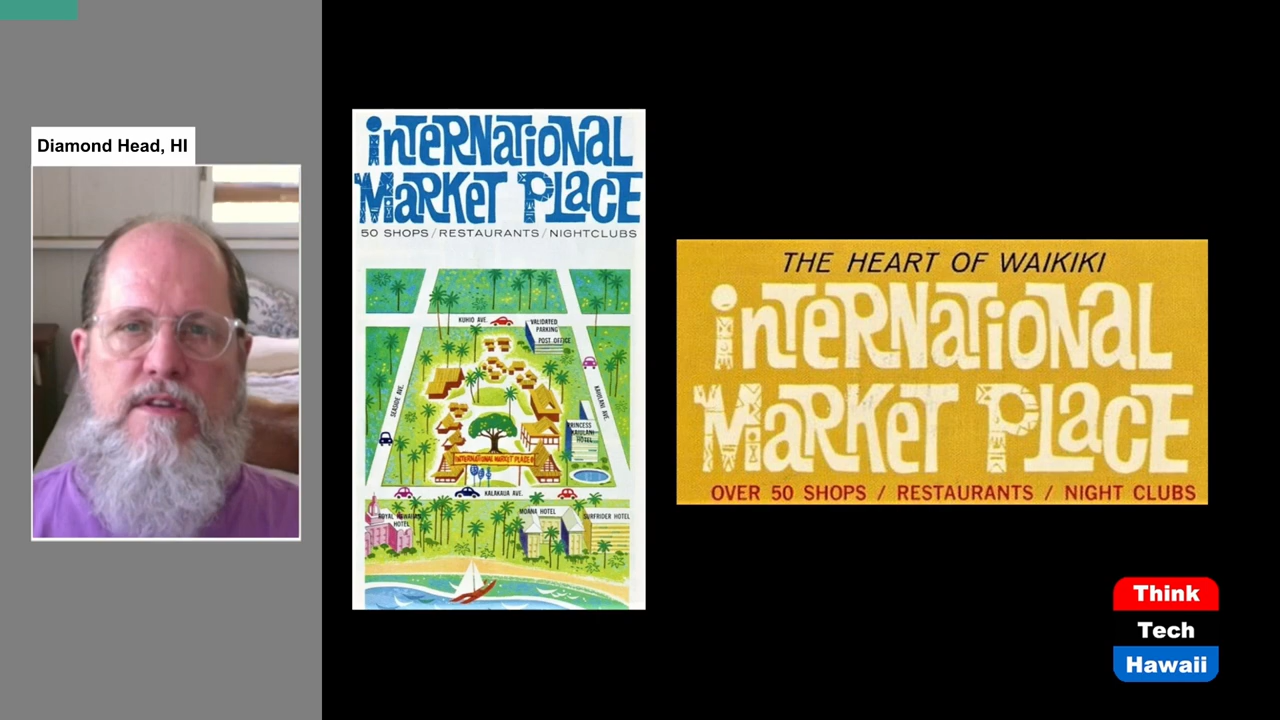 Diamond Head, HI
iNTERNATiONAL
MARKET PLACE
50 SHOPS/RESTAURANTS/NIGHTCLUBS
KUHIO AVE.
VALIDATED
PARKING
POST OFFICE
SEASIDE AVE.
KAIULANI AVE.
PRINCESS
KAIULANI
HOTEL
INTERNATIONAL MARKET PLACE
KALAKAUA AVE.
ROYAL HAWAIIAN
HOTEL
MOANA HOTEL
SURFRIDER HOTEL
THE HEART OF WAIKIKI
iNTERNATiONAL
MARKET PLACE
OVER 50 SHOPS / RESTAURANTS / NIGHT CLUBS
Think
Tech
Hawaii